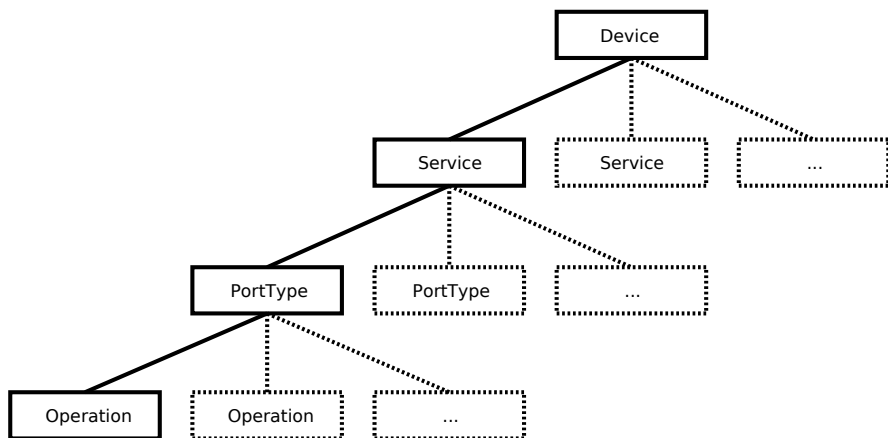 Device
Service
Service
...
PortType
PortType
...
Operation
Operation
...